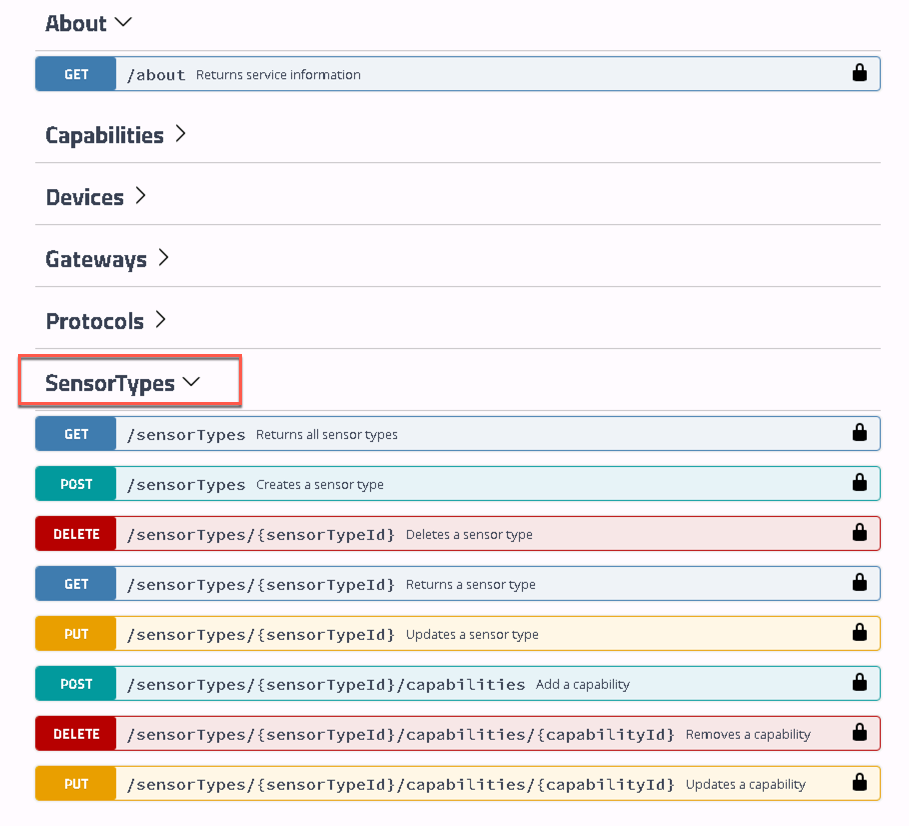 About
GET /about Returns service information
Capabilities
Devices
Gateways
Protocols
SensorTypes
GET /sensorTypes Returns all sensor types
POST /sensorTypes Creates a sensor type
DELETE /sensorTypes/{sensorTypeId} Deletes a sensor type
GET /sensorTypes/{sensorTypeId} Returns a sensor type
PUT /sensorTypes/{sensorTypeId} Updates a sensor type
POST /sensorTypes/{sensorTypeId}/capabilities Add a capability
DELETE /sensorTypes/{sensorTypeId}/capabilities/{capabilityId} Removes a capability
PUT /sensorTypes/{sensorTypeId}/capabilities/{capabilityId} Updates a capability